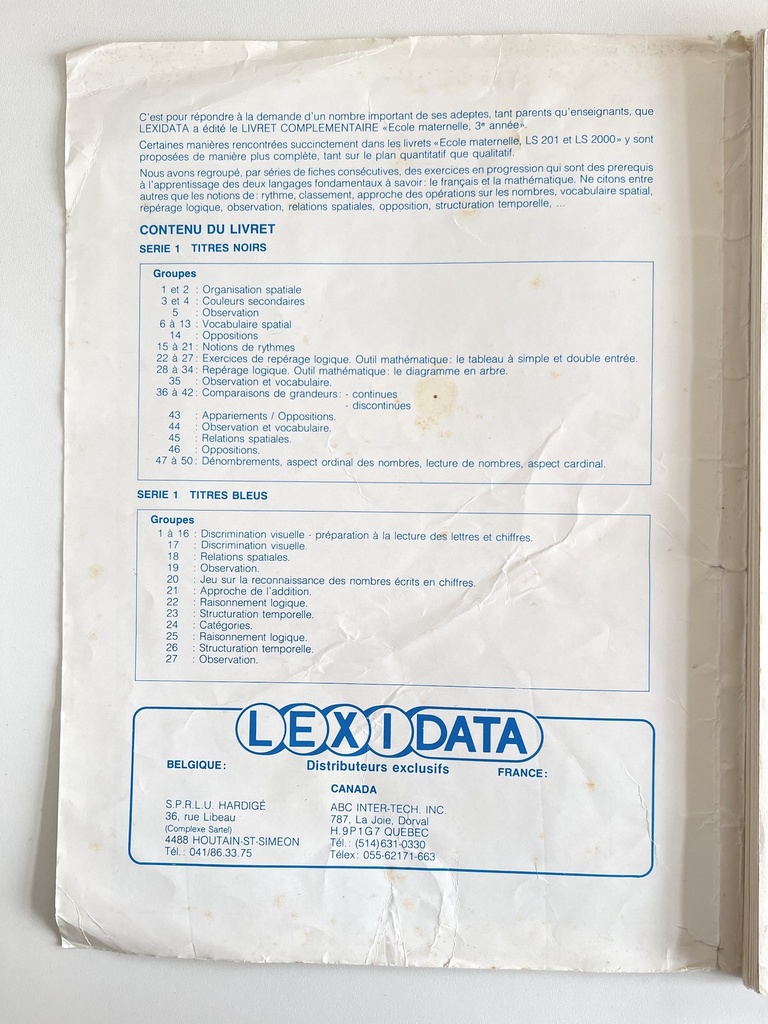 C'est pour répondre à la demande d'un nombre important de ses adeptes, tant parents qu'enseignants, que
LEXIDATA a édité le LIVRET COMPLEMENTAIRE «Ecole maternelle, 3e année».
Certaines manières rencontrées succinctement dans les livrets «Ecole maternelle, LS 201 et LS 2000» y sont
proposées de manière plus complète, tant sur le plan quantitatif que qualitatif.
Nous avons regroupé, par séries de fiches consécutives, des exercices en progression qui sont des prerequis
à l'apprentissage des deux langages fondamentaux à savoir: le français et la mathématique. Ne citons entre
autres que les notions de: rythme, classement, approche des opérations sur les nombres, vocabulaire spatial,
repérage logique, observation, relations spatiales, opposition, structuration temporelle, ...
CONTENU DU LIVRET
SERIE 1 TITRES NOIRS
Groupes
1 et 2 : Organisation spatiale
3 et 4 : Couleurs secondaires
5 : Observation
6 à 13 : Vocabulaire spatial
14 : Oppositions
15 à 21 : Notions de rythmes
22 à 27 : Exercices de repérage logique. Outil mathématique: le tableau à simple et double entrée.
28 à 34 : Repérage logique. Outil mathématique: le diagramme en arbre.
35 : Observation et vocabulaire.
36 à 42 : Comparaisons de grandeurs: - continues
- discontinues
43 : Appariements / Oppositions.
44 : Observation et vocabulaire.
45 : Relations spatiales.
46 : Oppositions.
47 à 50 : Dénombrements, aspect ordinal des nombres, lecture de nombres, aspect cardinal.
SERIE 1 TITRES BLEUS
Groupes
1 à 16 : Discrimination visuelle - préparation à la lecture des lettres et chiffres.
17 : Discrimination visuelle.
18 : Relations spatiales.
19 : Observation.
20 : Jeu sur la reconnaissance des nombres écrits en chiffres.
21 : Approche de l'addition.
22 : Raisonnement logique.
23 : Structuration temporelle.
24 : Catégories.
25 : Raisonnement logique.
26 : Structuration temporelle.
27 : Observation.
LEXIDATA
Distributeurs exclusifs
BELGIQUE:
S.P.R.L.U. HARDIGÉ
36, rue Libeau
(Complexe Sartel)
4488 HOUTAIN-ST-SIMEON
Tél.: 041/86.33.75
CANADA
ABC INTER-TECH. INC.
787, La Joie, Dorval
H.9P1G7 QUEBEC
Tél.: (514)631-0330
Télex: 055-62171-663
FRANCE: